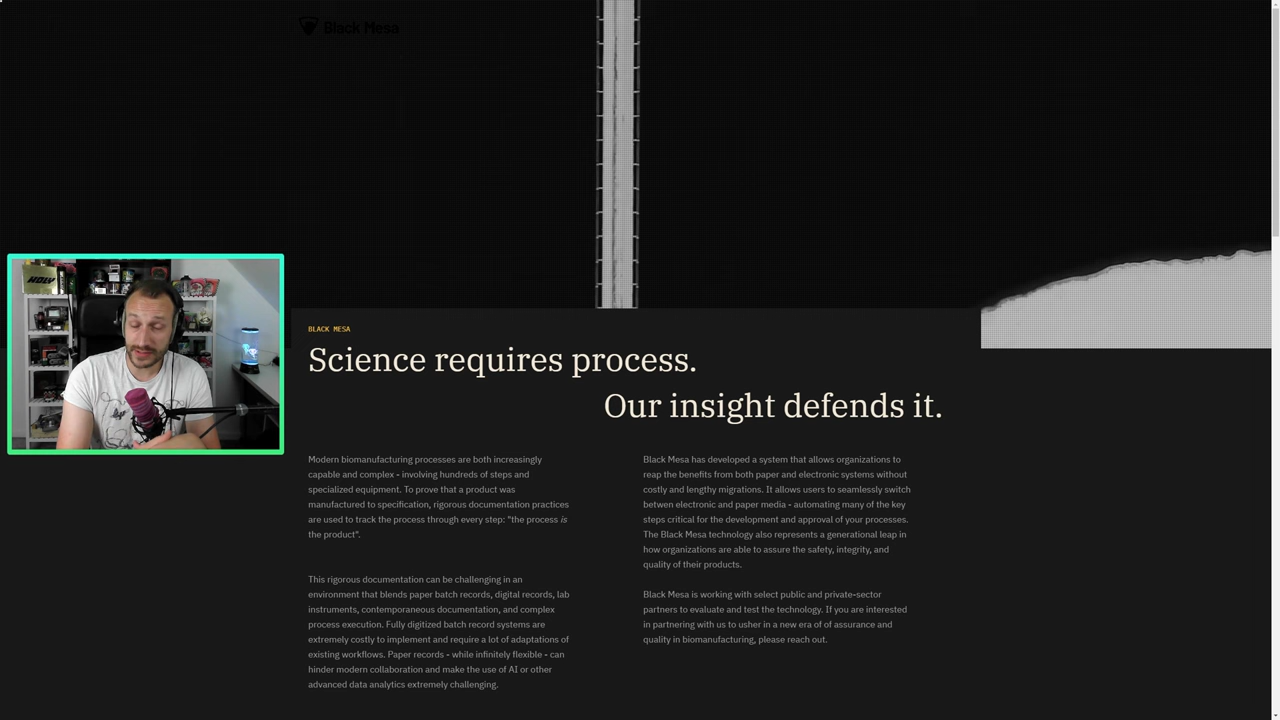 Black Mesa
HOLY
BLACK MESA
Science requires process.
Our insight defends it.
Modern biomanufacturing processes are both increasingly
capable and complex - involving hundreds of steps and
specialized equipment. To prove that a product was
manufactured to specification, rigorous documentation practices
are used to track the process through every step: "the process is
the product".
This rigorous documentation can be challenging in an
environment that blends paper batch records, digital records, lab
instruments, contemporaneous documentation, and complex
process execution. Fully digitized batch record systems are
extremely costly to implement and require a lot of adaptations of
existing workflows. Paper records - while infinitely flexible - can
hinder modern collaboration and make the use of AI or other
advanced data analytics extremely challenging.
Black Mesa has developed a system that allows organizations to
reap the benefits from both paper and electronic systems without
costly and lengthy migrations. It allows users to seamlessly switch
betwen electronic and paper media - automating many of the key
steps critical for the development and approval of your processes.
The Black Mesa technology also represents a generational leap in
how organizations are able to assure the safety, integrity, and
quality of their products.
Black Mesa is working with select public and private-sector
partners to evaluate and test the technology. If you are interested
in partnering with us to usher in a new era of of assurance and
quality in biomanufacturing, please reach out.